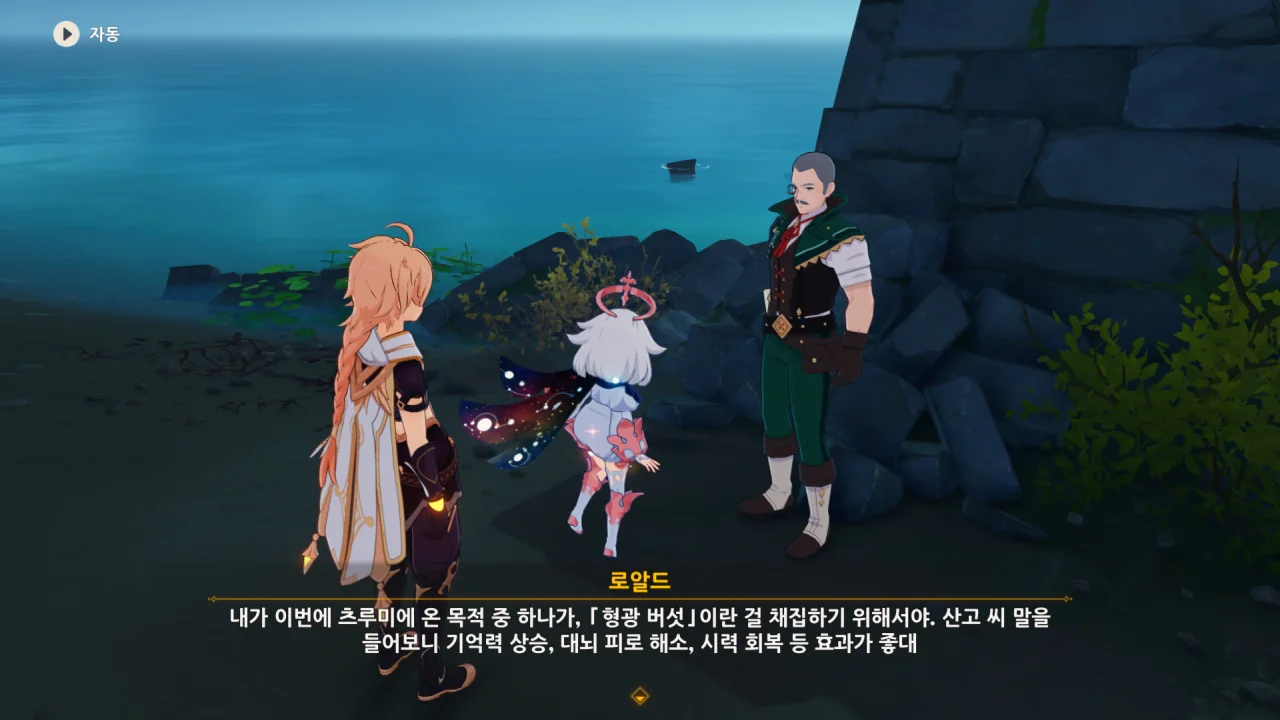 자동
로알드
내가 이번에 츠루미에 온 목적 중 하나가, 「형광 버섯」이란 걸 채집하기 위해서야. 산고 씨 말을
들어보니 기억력 상승, 대뇌 피로 해소, 시력 회복 등 효과가 좋대